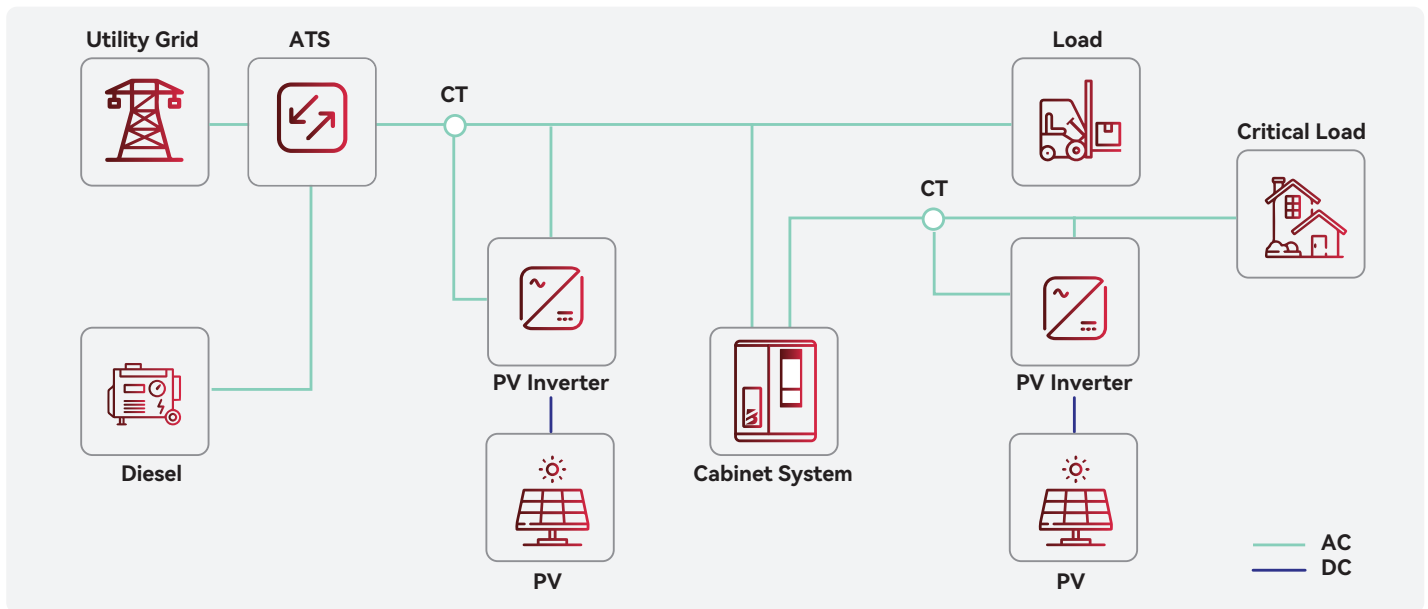 Utility Grid
ATS
Load
CT
Critical Load
CT
PV Inverter
PV Inverter
Diesel
Cabinet System
PV
PV
AC
DC